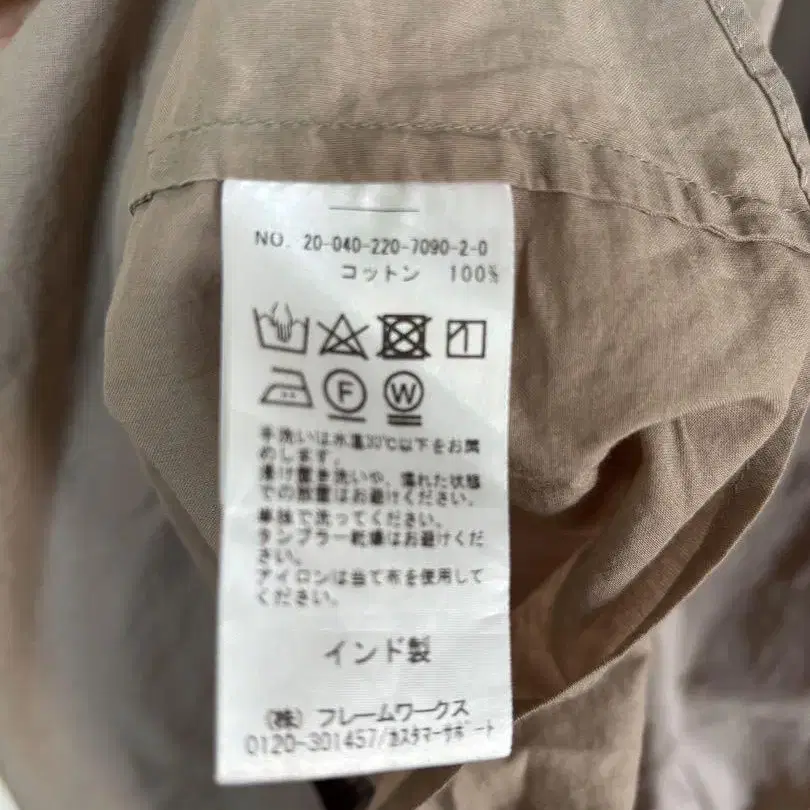 NO. 20-040-220-7090-2-0
コットン 100%
F W
手洗いは水温30℃以下をお薦
めします。
浸け置き洗いや、濡れた状態
での放置はお避けください。
単独で洗ってください。
タンブラー乾燥はお避けくだ
さい。
アイロンは当て布を使用して
ください。
インド製
(株) フレームワークス
0120-301457/カスタマーサポート